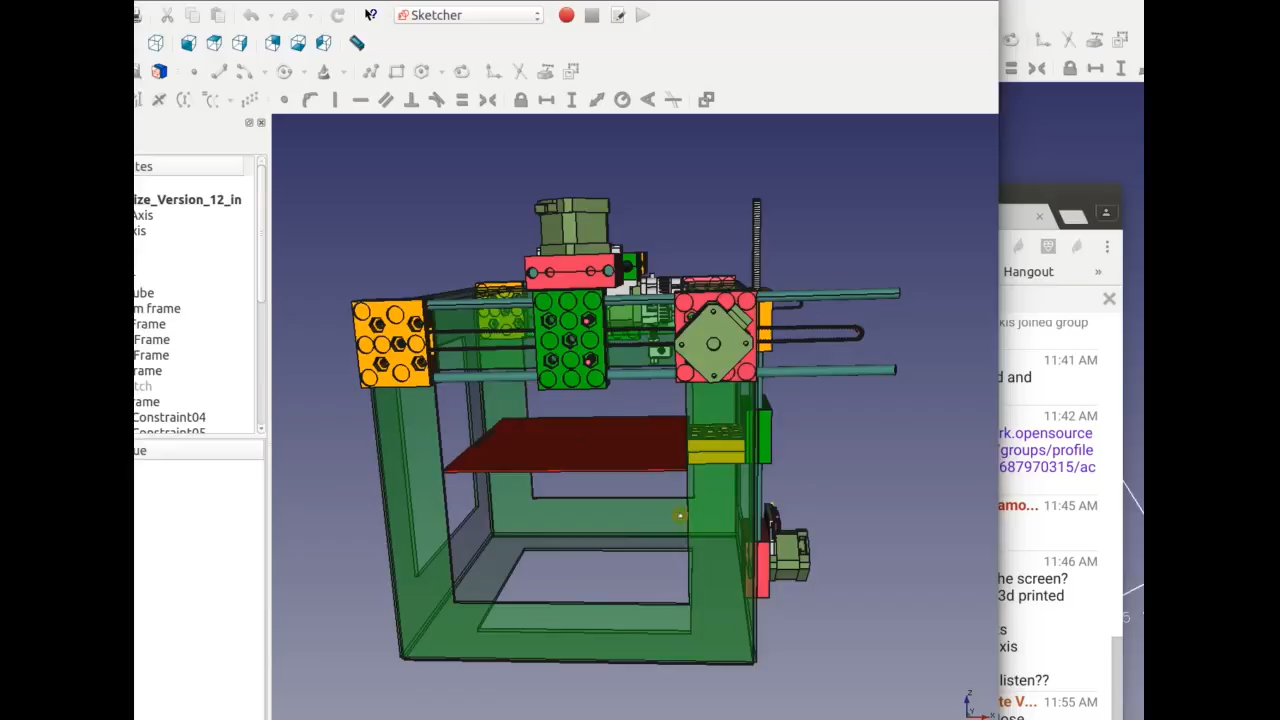 Sketcher
tes
ize_Version_12_in
Axis
xis
ube
m frame
Frame
Frame
Frame
rame
tch
rame
Constraint04
Constraint05
ue
Hangout
»
xis joined group
11:41 AM
d and
11:42 AM
rk.opensource
/groups/profile
687970315/ac
amo... 11:45 AM
11:46 AM
he screen?
3d printed
s
xis
listen??
te V... 11:55 AM
lose
Z
Y
X